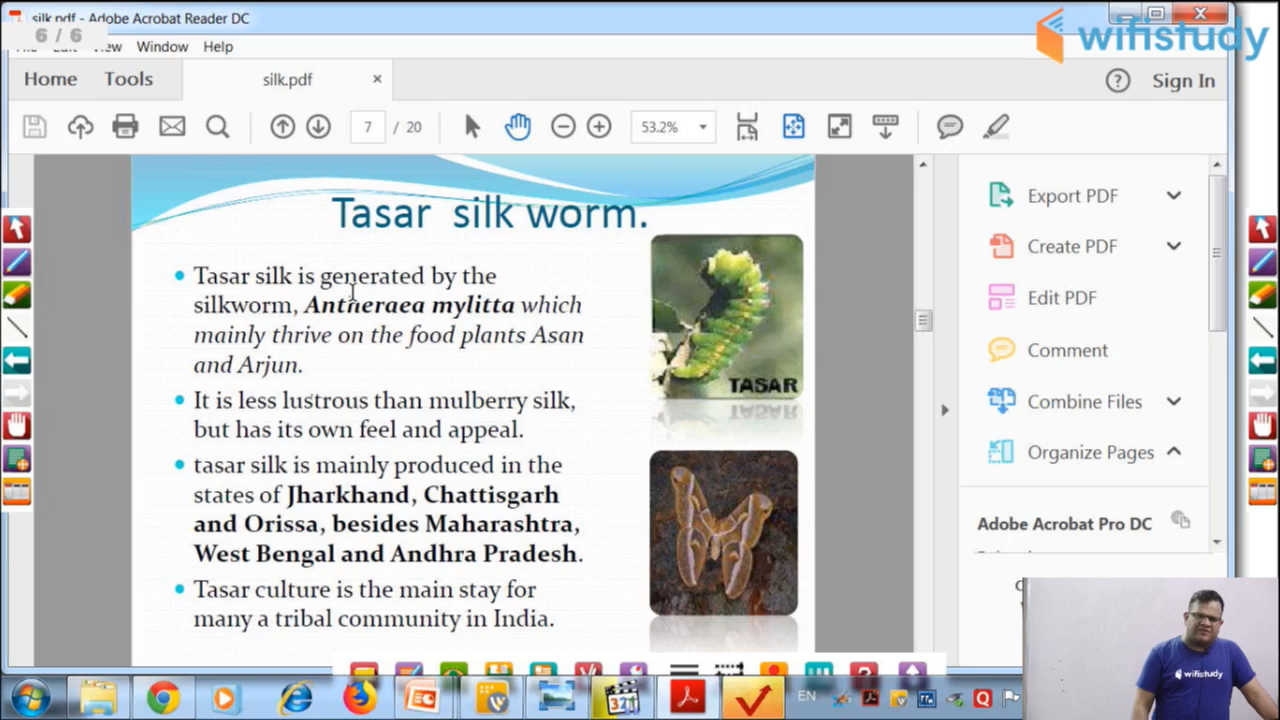 silk.pdf - Adobe Acrobat Reader DC
6 / 6
wifistudy
File Edit View Window Help
Home Tools silk.pdf × ? Sign In
7 / 20 53.2%
Tasar silk worm.
• Tasar silk is generated by the
silkworm, Antheraea mylitta which
mainly thrive on the food plants Asan
and Arjun.
• It is less lustrous than mulberry silk,
but has its own feel and appeal.
• tasar silk is mainly produced in the
states of Jharkhand, Chattisgarh
and Orissa, besides Maharashtra,
West Bengal and Andhra Pradesh.
• Tasar culture is the main stay for
many a tribal community in India.
TASAR
Export PDF
Create PDF
Edit PDF
Comment
Combine Files
Organize Pages
Adobe Acrobat Pro DC
wifistudy
EN
321